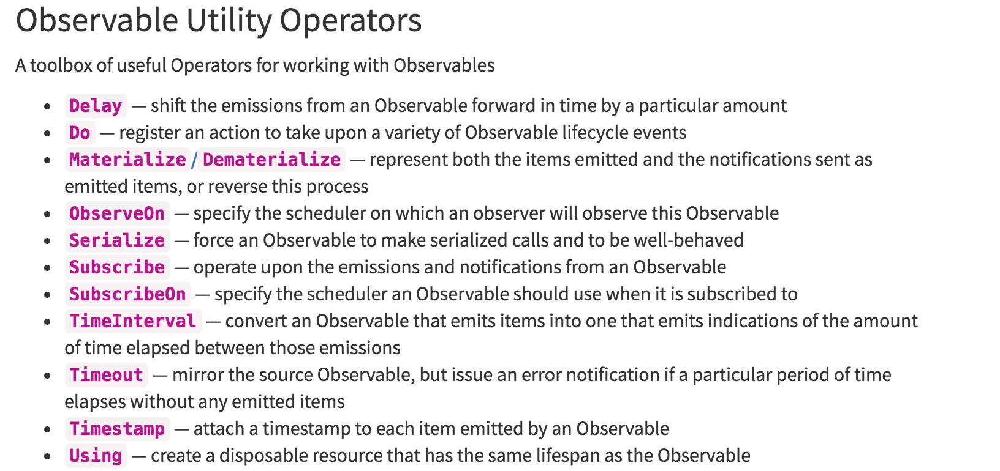 Observable Utility Operators
A toolbox of useful Operators for working with Observables
• Delay — shift the emissions from an Observable forward in time by a particular amount
• Do — register an action to take upon a variety of Observable lifecycle events
• Materialize/Dematerialize — represent both the items emitted and the notifications sent as
emitted items, or reverse this process
• ObserveOn — specify the scheduler on which an observer will observe this Observable
• Serialize — force an Observable to make serialized calls and to be well-behaved
• Subscribe — operate upon the emissions and notifications from an Observable
• SubscribeOn — specify the scheduler an Observable should use when it is subscribed to
• TimeInterval — convert an Observable that emits items into one that emits indications of the amount
of time elapsed between those emissions
• Timeout — mirror the source Observable, but issue an error notification if a particular period of time
elapses without any emitted items
• Timestamp — attach a timestamp to each item emitted by an Observable
• Using — create a disposable resource that has the same lifespan as the Observable